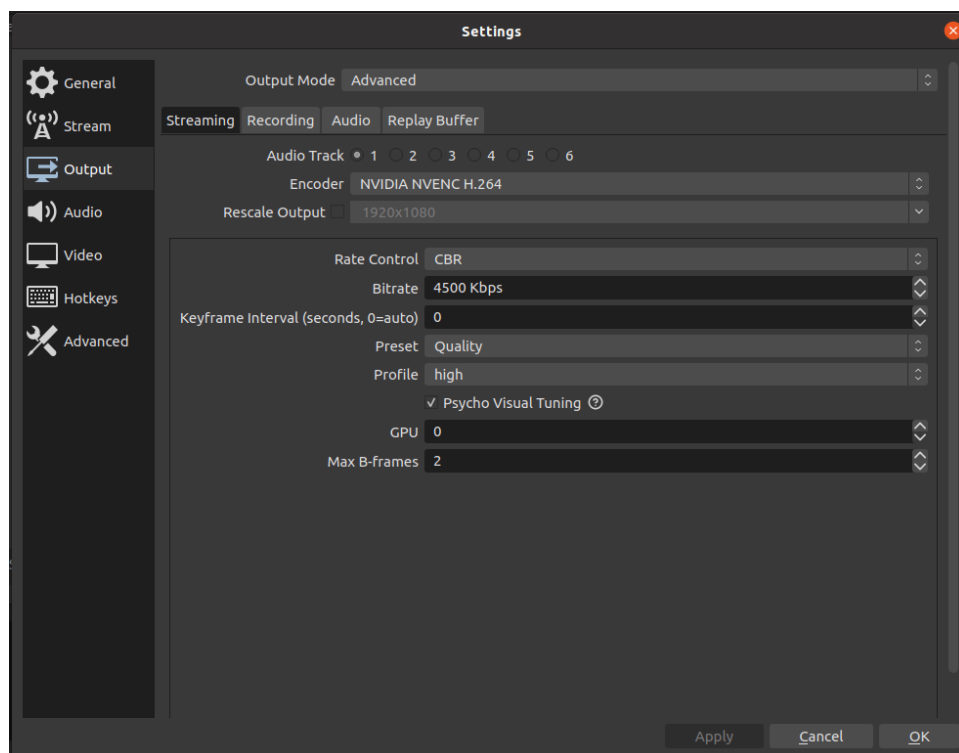 Settings
General
Stream
Output
Audio
Video
Hotkeys
Advanced
Output Mode Advanced
Streaming Recording Audio Replay Buffer
Audio Track 1 2 3 4 5 6
Encoder NVIDIA NVENC H.264
Rescale Output 1920x1080
Rate Control CBR
Bitrate 4500 Kbps
Keyframe Interval (seconds, 0=auto) 0
Preset Quality
Profile high
Psycho Visual Tuning
GPU 0
Max B-frames 2
Apply Cancel OK